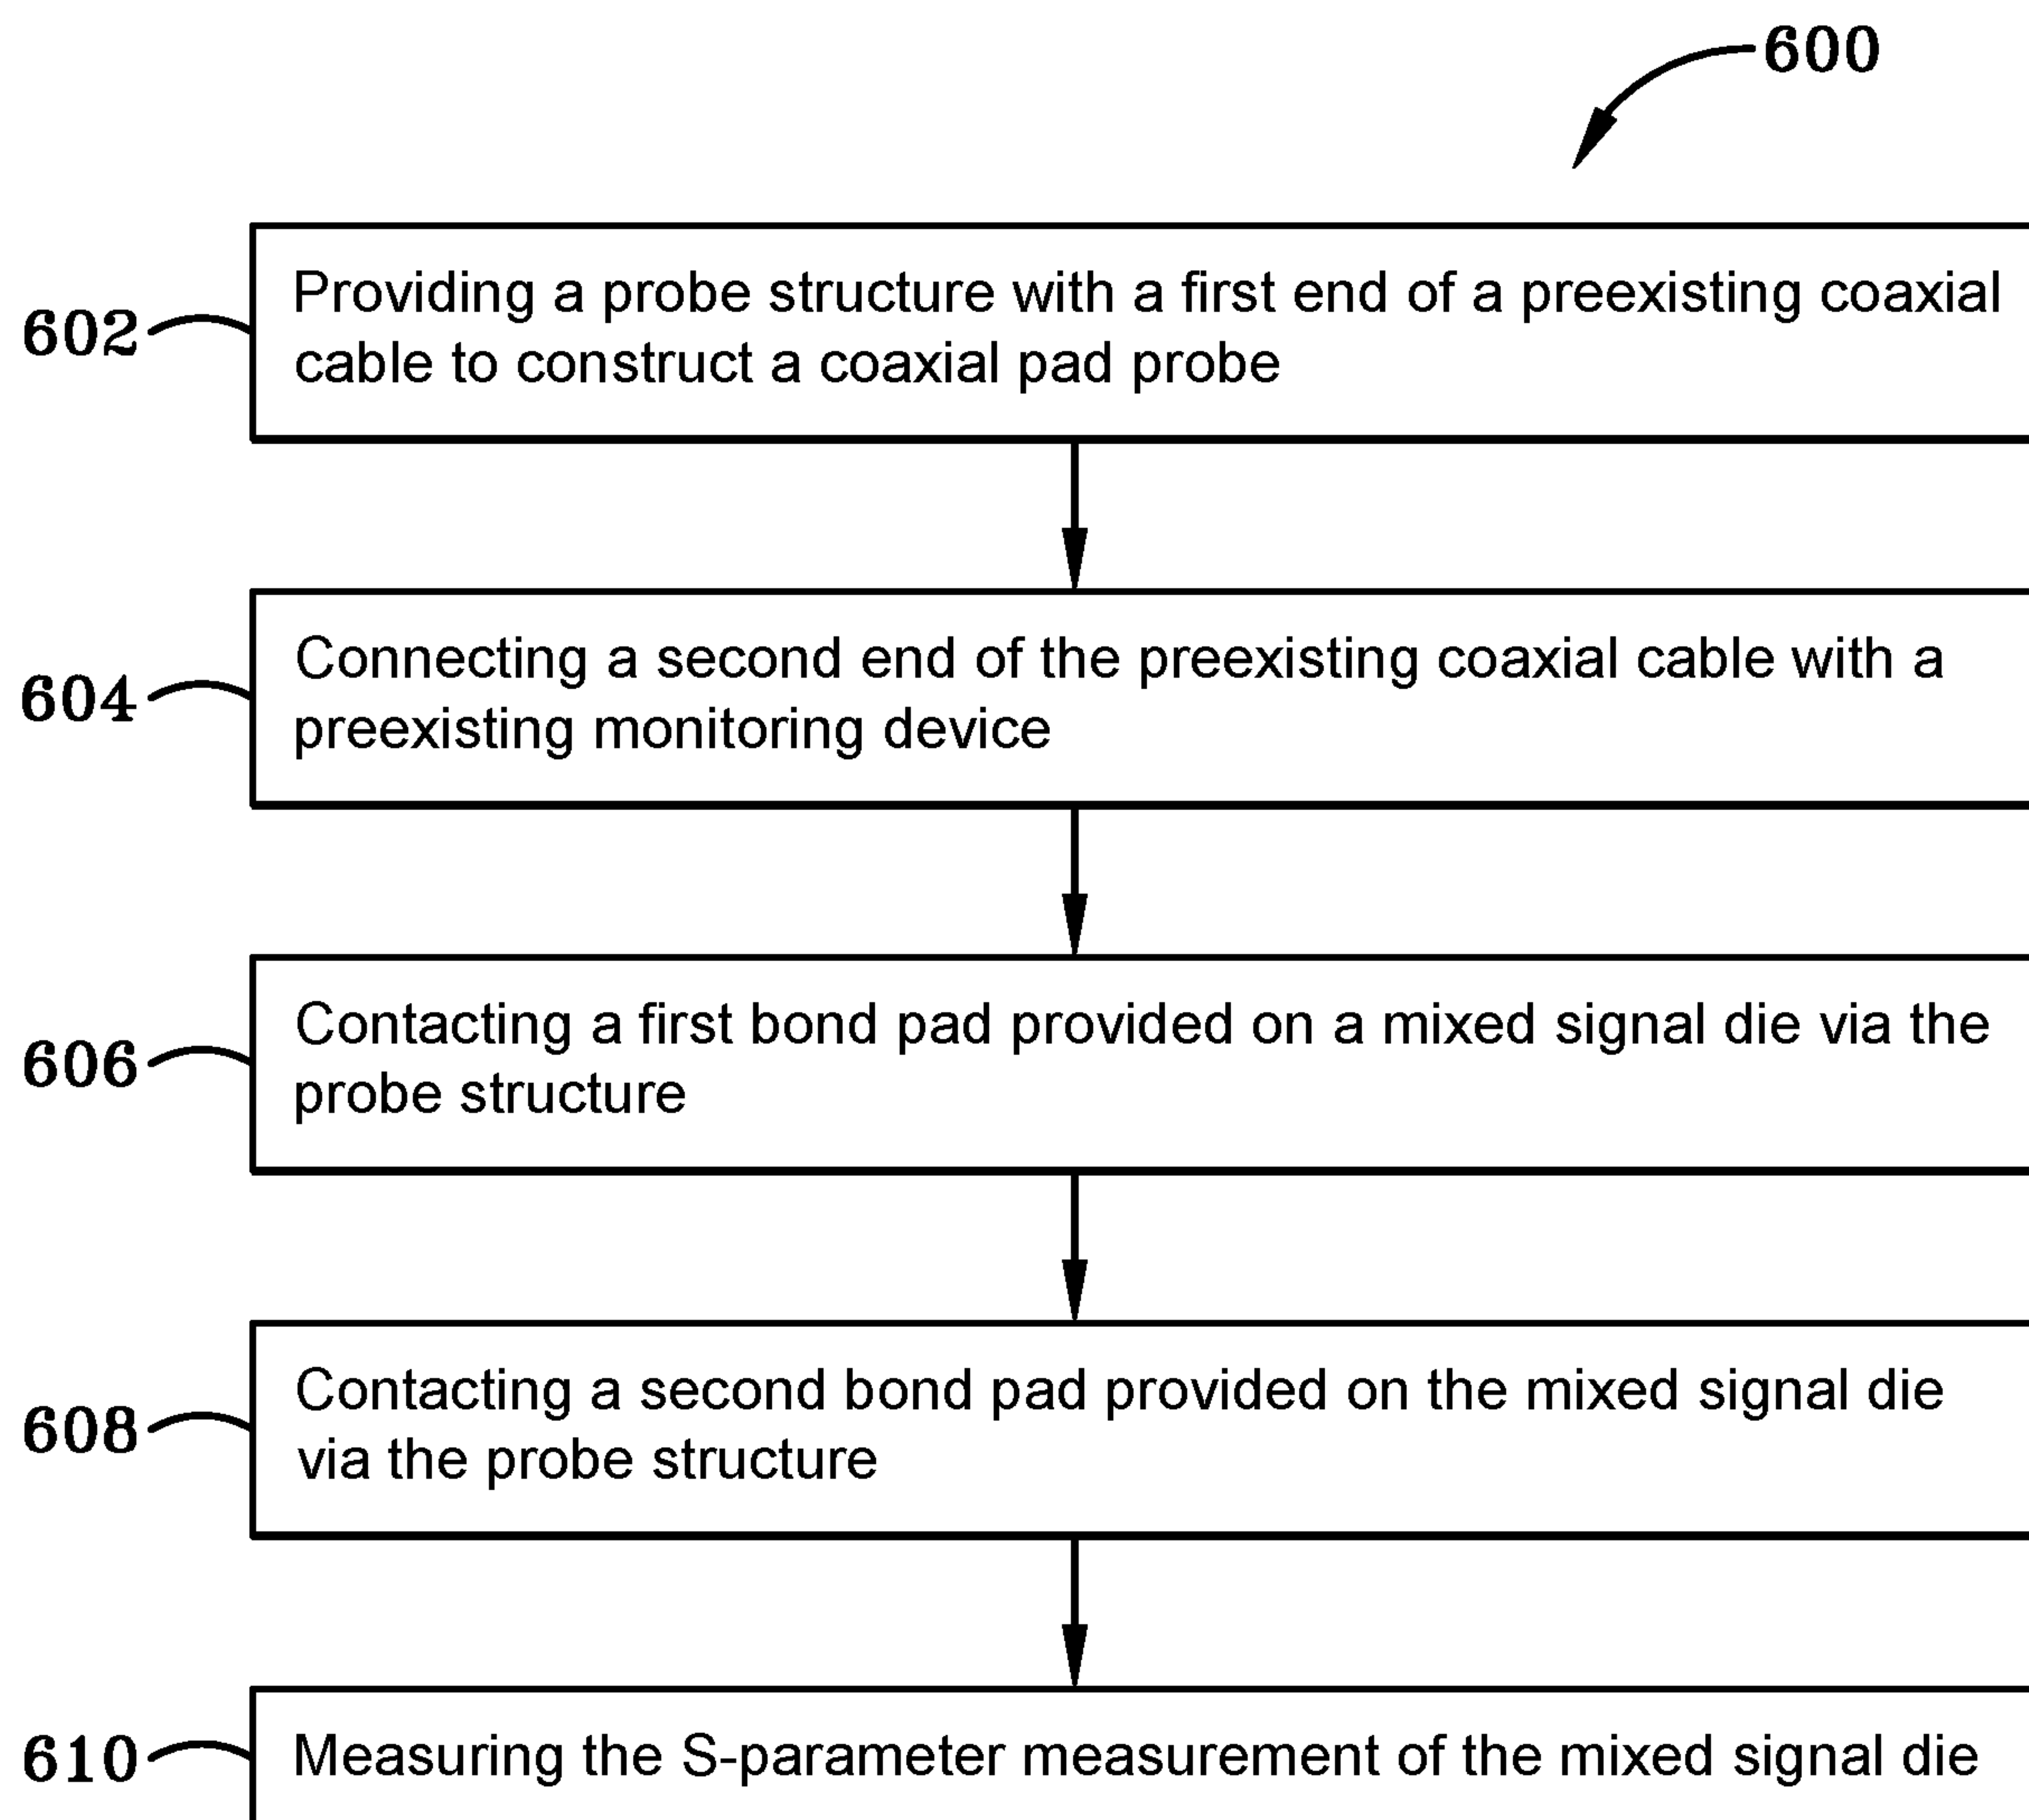 600
602
Providing a probe structure with a first end of a preexisting coaxial
cable to construct a coaxial pad probe
604
Connecting a second end of the preexisting coaxial cable with a
preexisting monitoring device
606
Contacting a first bond pad provided on a mixed signal die via the
probe structure
608
Contacting a second bond pad provided on the mixed signal die
via the probe structure
610
Measuring the S-parameter measurement of the mixed signal die